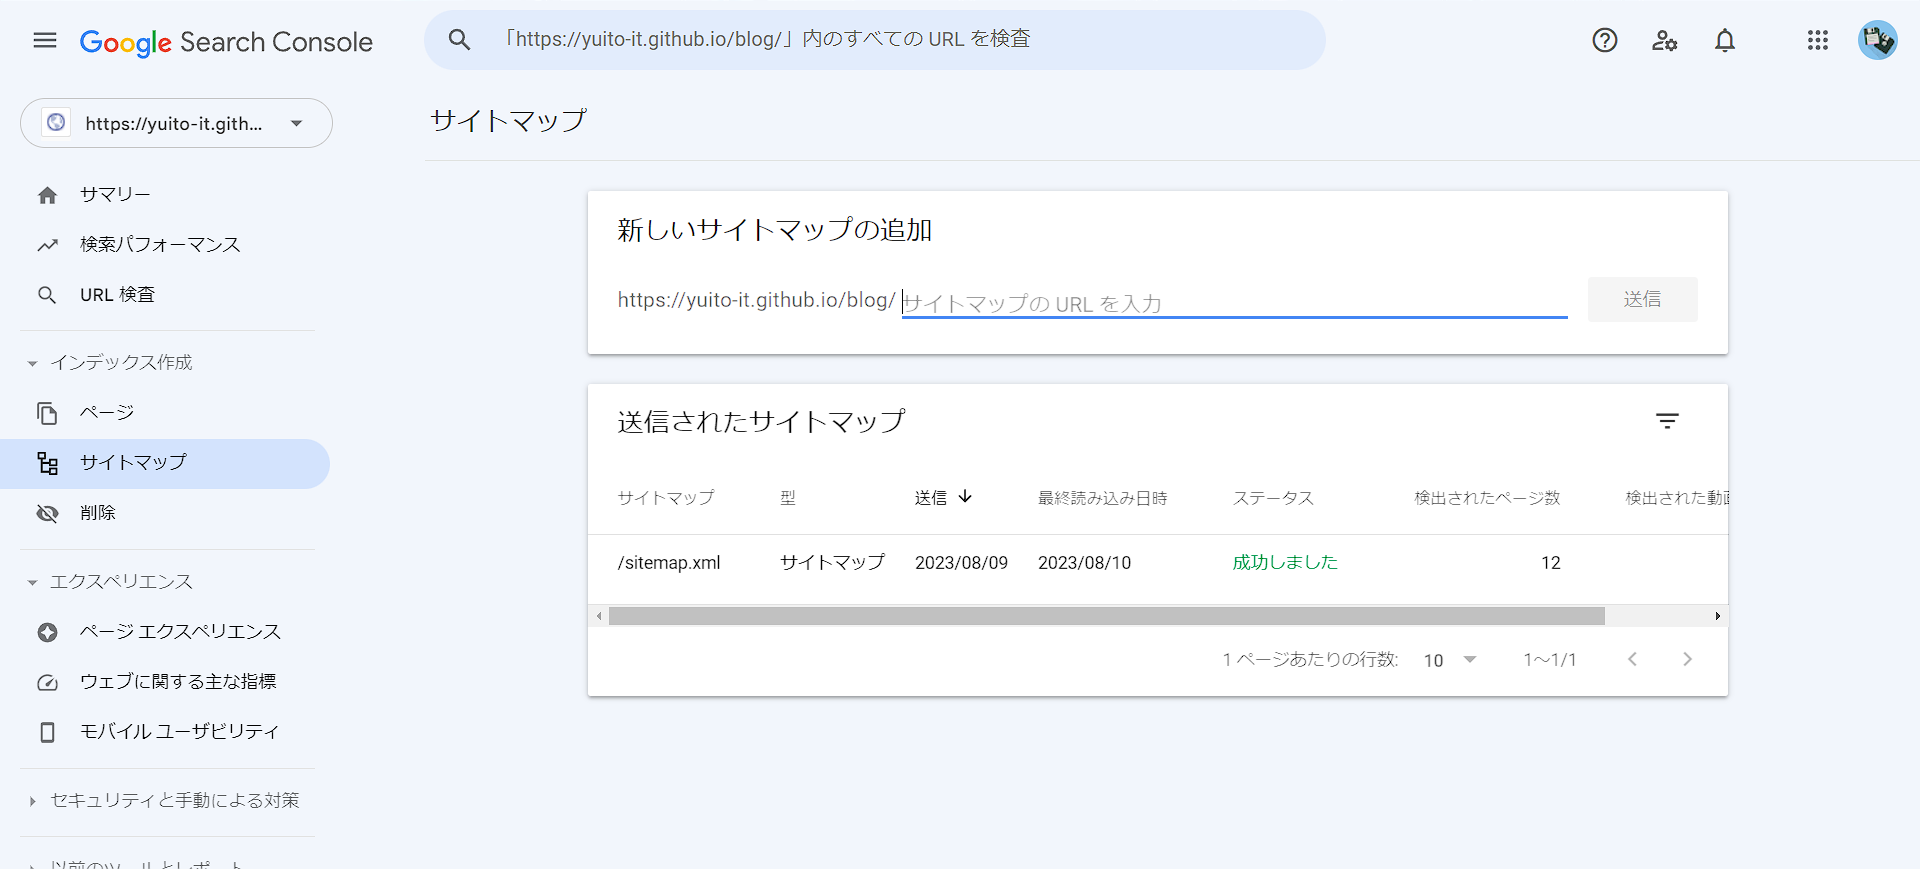 Google Search Console
「https://yuito-it.github.io/blog/」内のすべての URL を検査
https://yuito-it.gith...
サマリー
検索パフォーマンス
URL 検査
インデックス作成
ページ
サイトマップ
削除
エクスペリエンス
ページ エクスペリエンス
ウェブに関する主な指標
モバイル ユーザビリティ
セキュリティと手動による対策
以前のツールとレポート
サイトマップ
新しいサイトマップの追加
https://yuito-it.github.io/blog/ サイトマップの URL を入力 送信
送信されたサイトマップ
サイトマップ 型 送信 最終読み込み日時 ステータス 検出されたページ数 検出された動
/sitemap.xml サイトマップ 2023/08/09 2023/08/10 成功しました 12
1 ページあたりの行数: 10 1~1/1